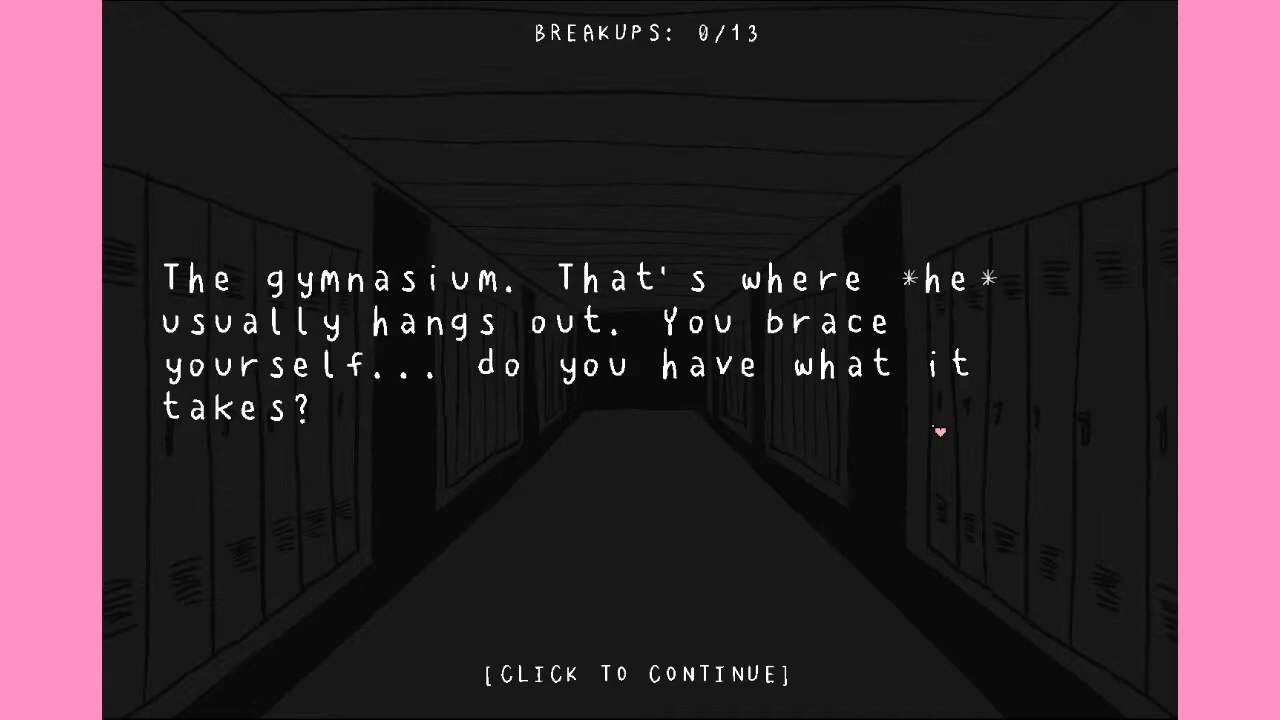 BREAKUPS: 0/13
The gymnasium. That's where *he*
usually hangs out. You brace
yourself... do you have what it
takes?
[CLICK TO CONTINUE]